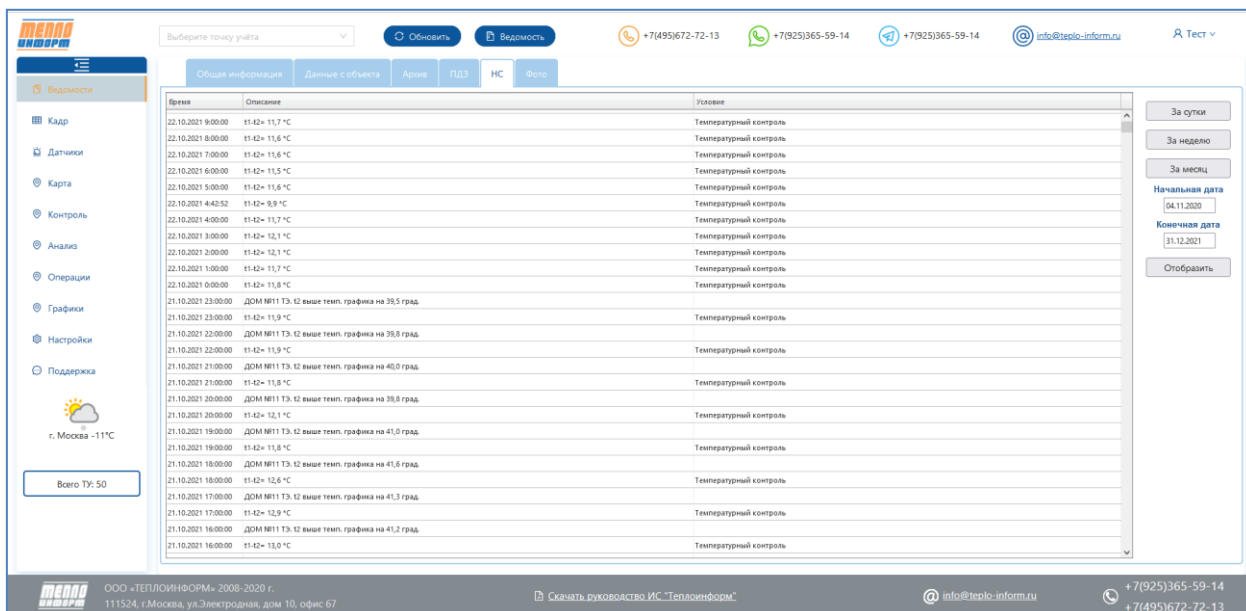 ТЕПЛО
ИНФОРМ
Выберите точку учёта
Обновить
Ведомость
+7(495)672-72-13
+7(925)365-59-14
+7(925)365-59-14
info@teplo-inform.ru
Тест
Общая информация
Данные с объекта
Архив
ПДЗ
НС
Фото
Ведомости
Кадр
Датчики
Карта
Контроль
Анализ
Операции
Графики
Настройки
Поддержка
г. Москва -11°C
Всего ТУ: 50
Время Описание Условие
22.10.2021 9:00:00 t1-t2= 11,7 °C Температурный контроль
22.10.2021 8:00:00 t1-t2= 11,6 °C Температурный контроль
22.10.2021 7:00:00 t1-t2= 11,6 °C Температурный контроль
22.10.2021 6:00:00 t1-t2= 11,5 °C Температурный контроль
22.10.2021 5:00:00 t1-t2= 11,6 °C Температурный контроль
22.10.2021 4:42:52 t1-t2= 9,9 °C Температурный контроль
22.10.2021 4:00:00 t1-t2= 11,7 °C Температурный контроль
22.10.2021 3:00:00 t1-t2= 12,1 °C Температурный контроль
22.10.2021 2:00:00 t1-t2= 12,1 °C Температурный контроль
22.10.2021 1:00:00 t1-t2= 11,7 °C Температурный контроль
22.10.2021 0:00:00 t1-t2= 11,8 °C Температурный контроль
21.10.2021 23:00:00 ДОМ №11 ТЭ. t2 выше темп. графика на 39,5 град.
21.10.2021 23:00:00 t1-t2= 11,9 °C Температурный контроль
21.10.2021 22:00:00 ДОМ №11 ТЭ. t2 выше темп. графика на 39,8 град.
21.10.2021 22:00:00 t1-t2= 11,9 °C Температурный контроль
21.10.2021 21:00:00 ДОМ №11 ТЭ. t2 выше темп. графика на 40,0 град.
21.10.2021 21:00:00 t1-t2= 11,8 °C Температурный контроль
21.10.2021 20:00:00 ДОМ №11 ТЭ. t2 выше темп. графика на 39,8 град.
21.10.2021 20:00:00 t1-t2= 12,1 °C Температурный контроль
21.10.2021 19:00:00 ДОМ №11 ТЭ. t2 выше темп. графика на 41,0 град.
21.10.2021 19:00:00 t1-t2= 11,8 °C Температурный контроль
21.10.2021 18:00:00 ДОМ №11 ТЭ. t2 выше темп. графика на 41,6 град.
21.10.2021 18:00:00 t1-t2= 12,6 °C Температурный контроль
21.10.2021 17:00:00 ДОМ №11 ТЭ. t2 выше темп. графика на 41,3 град.
21.10.2021 17:00:00 t1-t2= 12,9 °C Температурный контроль
21.10.2021 16:00:00 ДОМ №11 ТЭ. t2 выше темп. графика на 41,2 град.
21.10.2021 16:00:00 t1-t2= 13,0 °C Температурный контроль
За сутки
За неделю
За месяц
Начальная дата
04.11.2020
Конечная дата
31.12.2021
Отобразить
ТЕПЛО
ИНФОРМ
ООО «ТЕПЛОИНФОРМ» 2008-2020 г.
111524, г.Москва, ул.Электродная, дом 10, офис 67
Скачать руководство ИС "Теплоинформ"
info@teplo-inform.ru
+7(925)365-59-14
+7(495)672-72-13